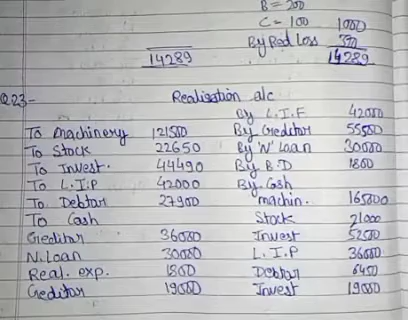 B = 200
C = 100 1000
By Real Loss 390
14289 14289
Q23- Realisation a/c
By L.I.F 42000
To Machinery 121500 By Creditor 55500
To Stock 22650 By 'N' Loan 30000
To Invest. 44490 By B.D 1800
To L.I.P 42000 By Cash
To Debtor 27900 machin. 165000
To Cash Stock 21000
Creditor 36000 Invest 52500
N.Loan 30000 L.I.P 36000
Real. exp. 1800 Debtor 6450
Creditor 19000 Invest 19000